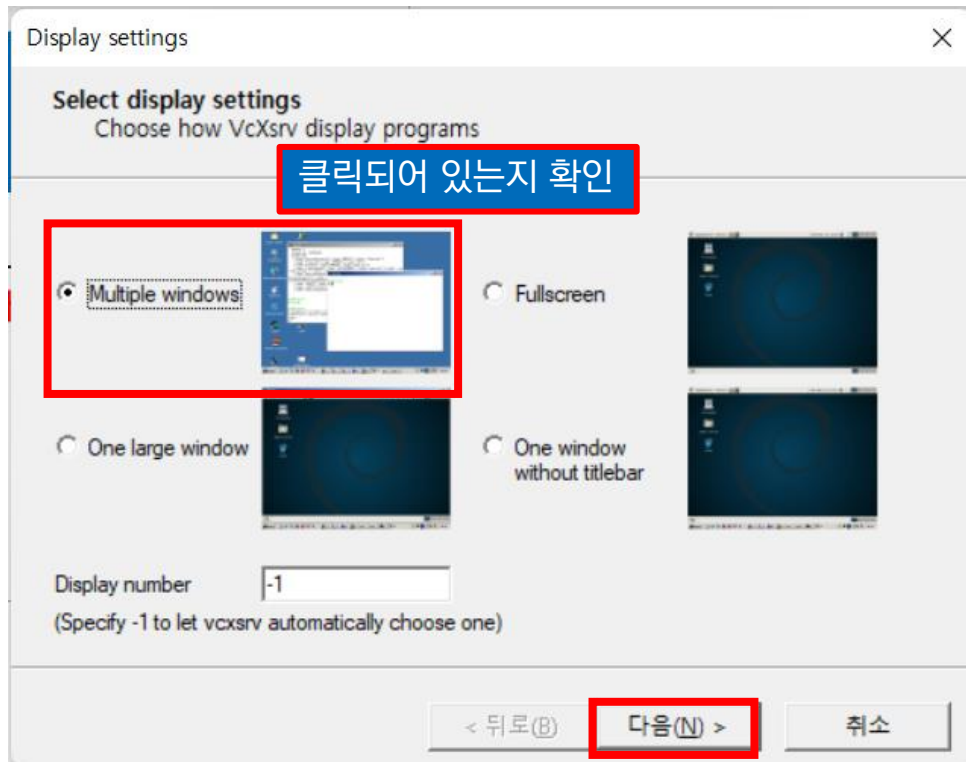 Display settings
Select display settings
Choose how VcXsrv display programs
클릭되어 있는지 확인
Multiple windows
Fullscreen
One large window
One window
without titlebar
Display number
-1
(Specify -1 to let vcxsrv automatically choose one)
< 뒤로(B)
다음(N) >
취소